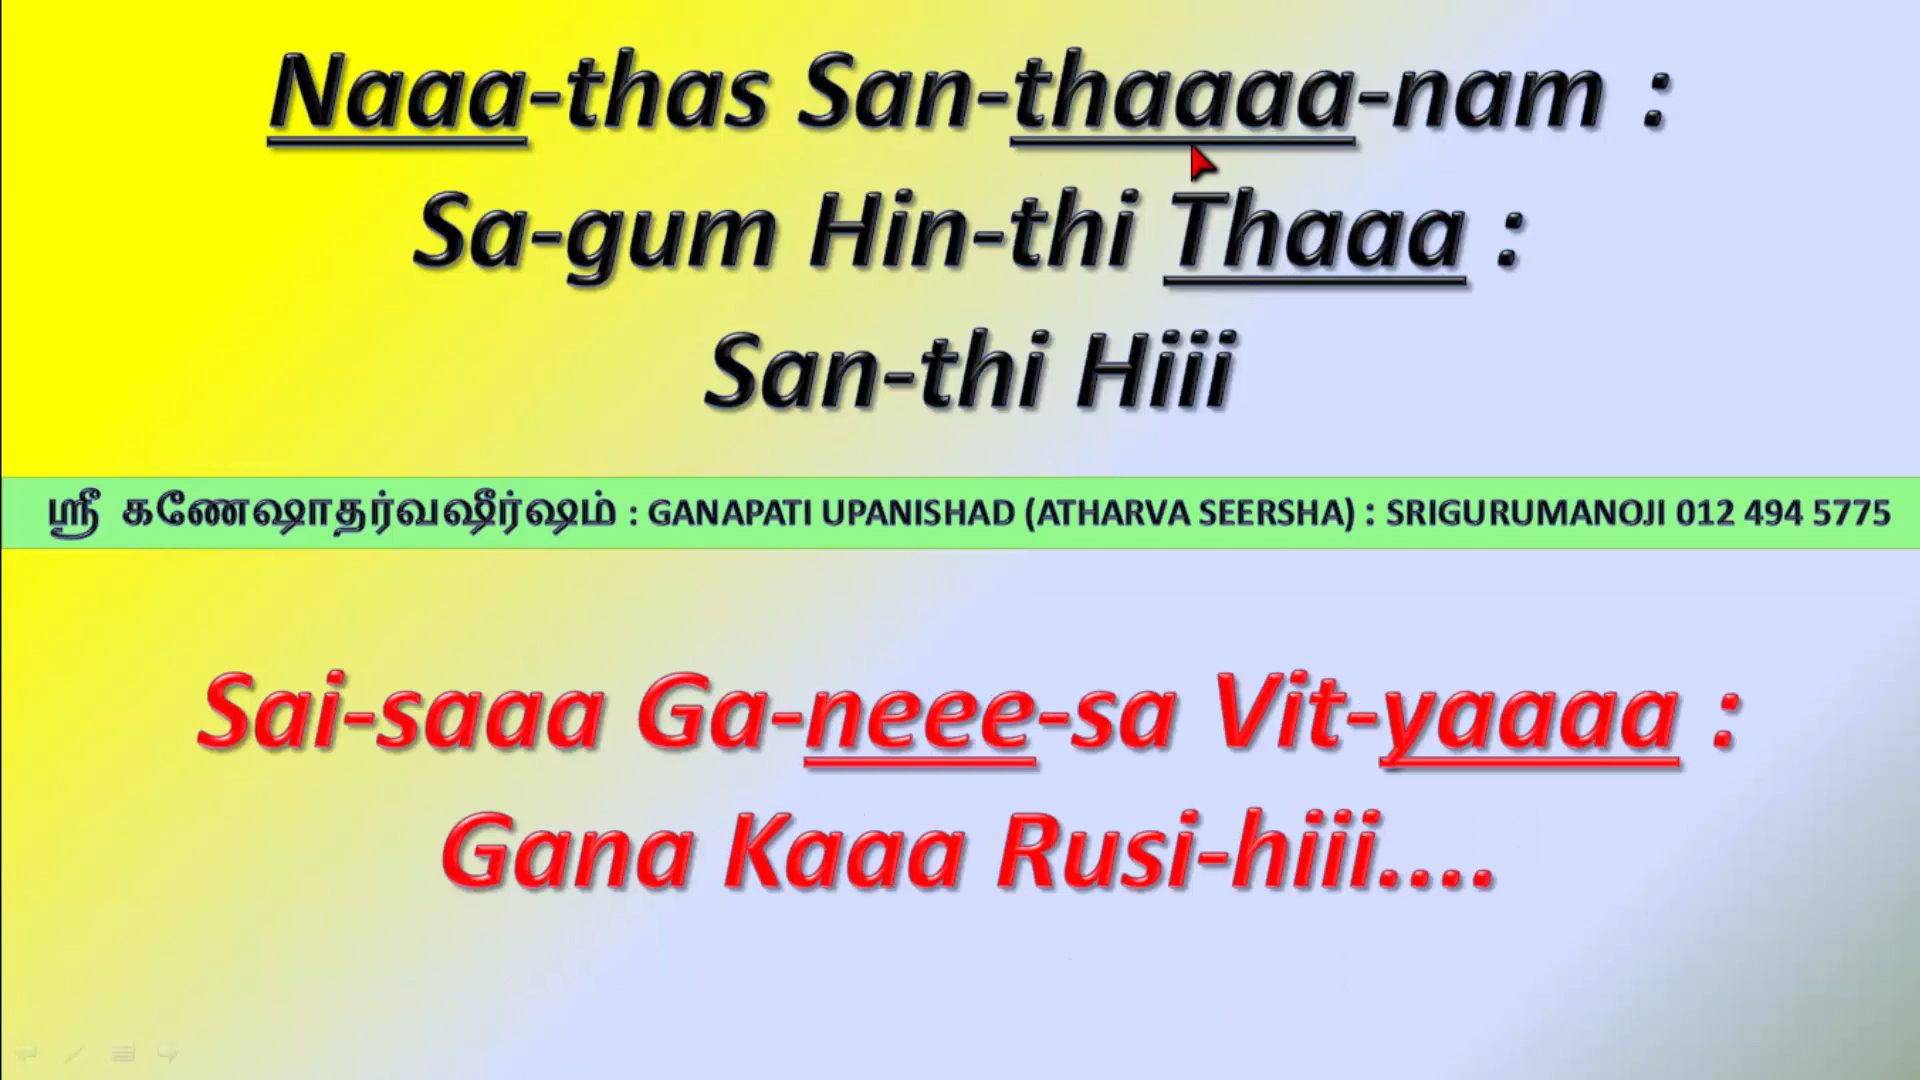 Naaa-thas San-thaaaa-nam :
Sa-gum Hin-thi Thaaa :
San-thi Hiii
ஸ்ரீ கணேஷாதர்வஷீர்ஷம் : GANAPATI UPANISHAD (ATHARVA SEERSHA) : SRIGURUMANOJI 012 494 5775
Sai-saaa Ga-neee-sa Vit-yaaaa :
Gana Kaaa Rusi-hiii....